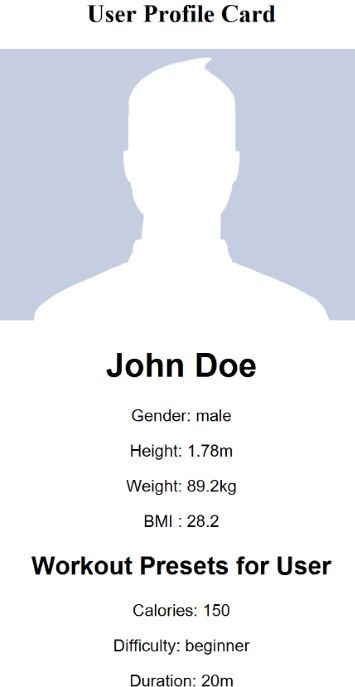 User Profile Card
John Doe
Gender: male
Height: 1.78m
Weight: 89.2kg
BMI : 28.2
Workout Presets for User
Calories: 150
Difficulty: beginner
Duration: 20m